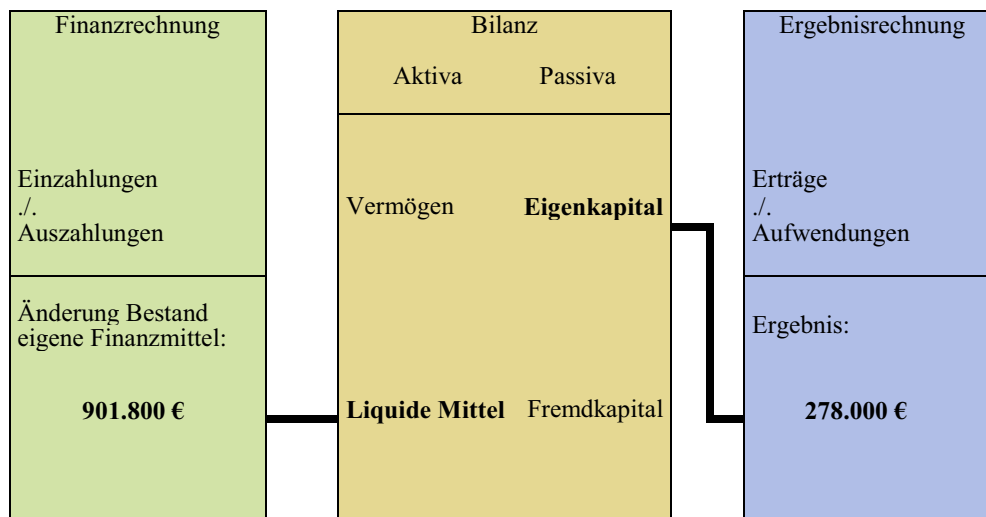 Finanzrechnung
Einzahlungen
./.
Auszahlungen
Änderung Bestand
eigene Finanzmittel:
901.800 €
Bilanz
Aktiva Passiva
Vermögen Eigenkapital
Liquide Mittel Fremdkapital
Ergebnisrechnung
Erträge
./.
Aufwendungen
Ergebnis:
278.000 €